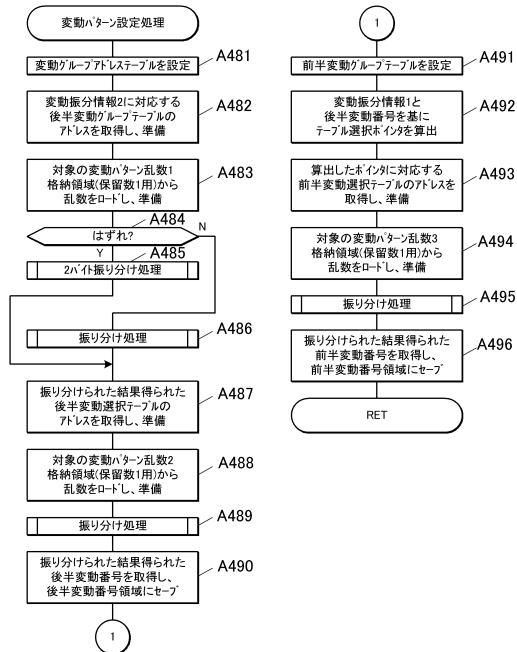 変動パターン設定処理
変動グループアドレステーブルを設定
A481
変動振分情報2に対応する
後半変動グループテーブルの
アドレスを取得し、準備
A482
対象の変動パターン乱数1
格納領域(保留数1用)から
乱数をロードし、準備
A483
はずれ?
A484
N
Y
2バイト振り分け処理
A485
振り分け処理
A486
振り分けられた結果得られた
後半変動選択テーブルの
アドレスを取得し、準備
A487
対象の変動パターン乱数2
格納領域(保留数1用)から
乱数をロードし、準備
A488
振り分け処理
A489
振り分けられた結果得られた
後半変動番号を取得し、
後半変動番号領域にセーブ
A490
1
1
前半変動グループテーブルを設定
A491
変動振分情報1と
後半変動番号を基に
テーブル選択ポインタを算出
A492
算出したポインタに対応する
前半変動選択テーブルのアドレスを
取得し、準備
A493
対象の変動パターン乱数3
格納領域(保留数1用)から
乱数をロードし、準備
A494
振り分け処理
A495
振り分けられた結果得られた
前半変動番号を取得し、
前半変動番号領域にセーブ
A496
RET